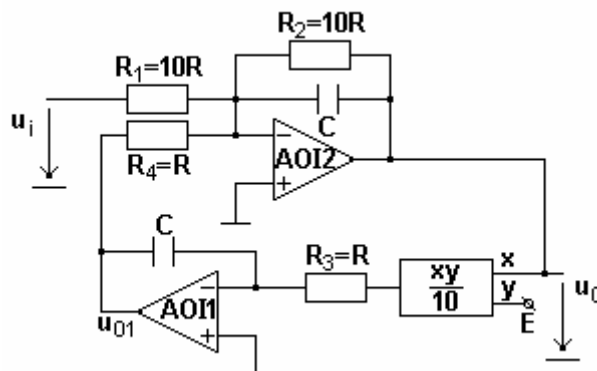 R₂=10R
R₁=10R
C
uᵢ
−
R₄=R
AOI2
+
C
R₃=R
x
xy
10
y
E
u₀
−
AOI1
u₀₁
+